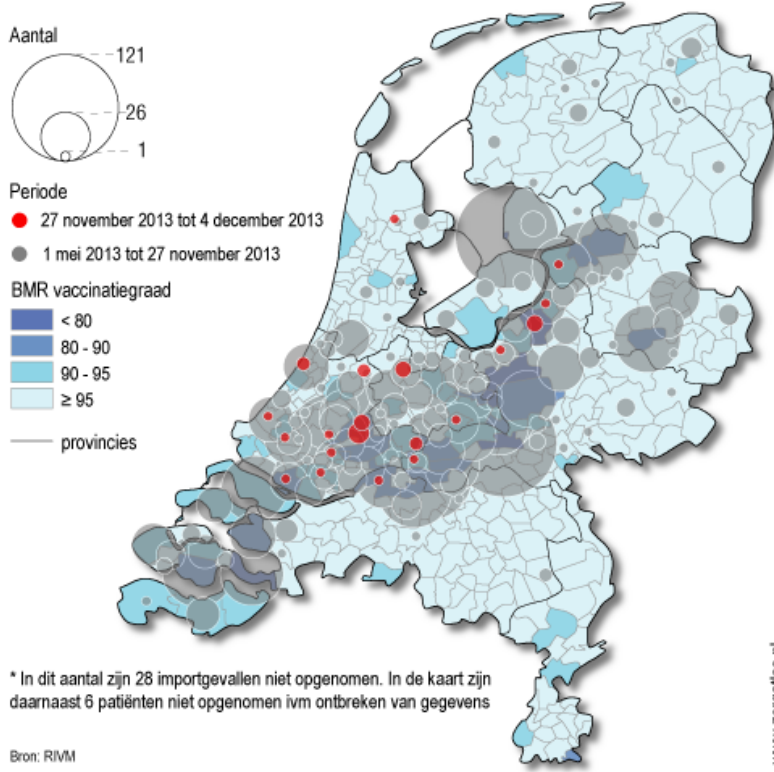 Aantal
121
26
1
Periode
27 november 2013 tot 4 december 2013
1 mei 2013 tot 27 november 2013
BMR vaccinatiegraad
< 80
80 - 90
90 - 95
≥ 95
provincies
* In dit aantal zijn 28 importgevallen niet opgenomen. In de kaart zijn
daarnaast 6 patiënten niet opgenomen ivm ontbreken van gegevens
Bron: RIVM